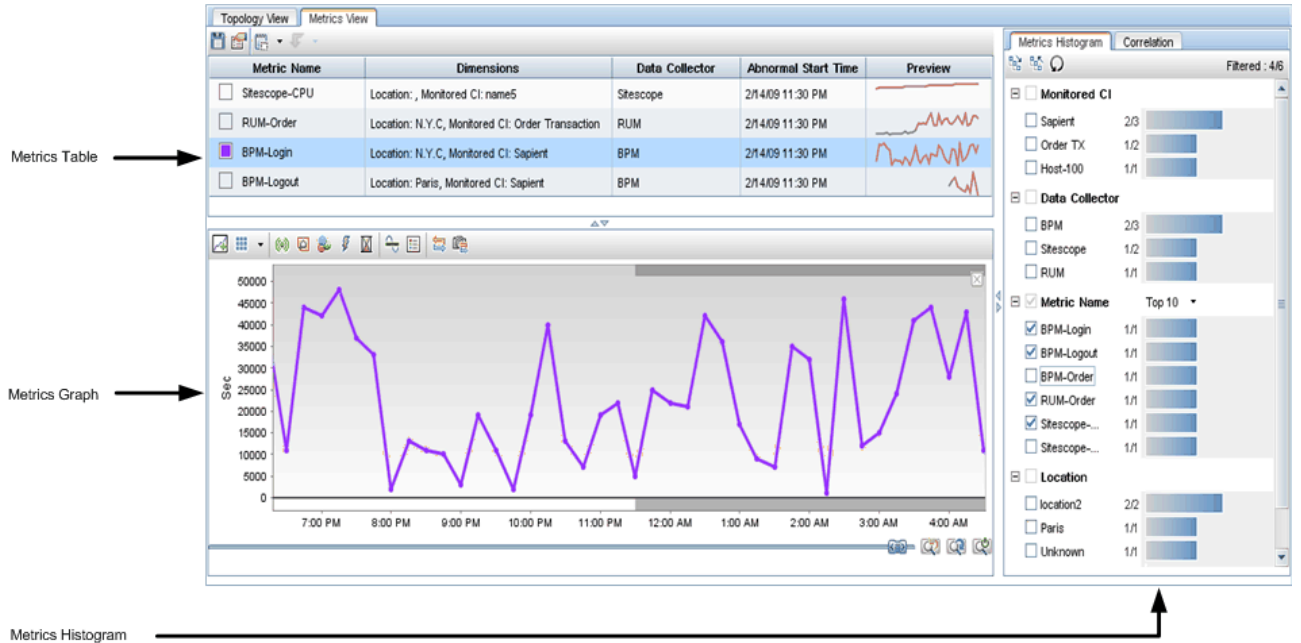 Topology View Metrics View
Metric Name Dimensions Data Collector Abnormal Start Time Preview
Sitescope-CPU Location: , Monitored CI: name5 Sitescope 2/14/09 11:30 PM
RUM-Order Location: N.Y.C, Monitored CI: Order Transaction RUM 2/14/09 11:30 PM
BPM-Login Location: N.Y.C, Monitored CI: Sapient BPM 2/14/09 11:30 PM
BPM-Logout Location: Paris, Monitored CI: Sapient BPM 2/14/09 11:30 PM
Metrics Table
Metrics Graph
Sec
50000
45000
40000
35000
30000
25000
20000
15000
10000
5000
0
7:00 PM 8:00 PM 9:00 PM 10:00 PM 11:00 PM 12:00 AM 1:00 AM 2:00 AM 3:00 AM 4:00 AM
Metrics Histogram Correlation
Filtered : 4/6
Monitored CI
Sapient 2/3
Order TX 1/2
Host-100 1/1
Data Collector
BPM 2/3
Sitescope 1/2
RUM 1/1
Metric Name Top 10
BPM-Login 1/1
BPM-Logout 1/1
BPM-Order 1/1
RUM-Order 1/1
Sitescope-... 1/1
Sitescope-... 1/1
Location
location2 2/2
Paris 1/1
Unknown 1/1
Metrics Histogram